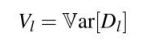 V_l = 𝕍ar[D_l]